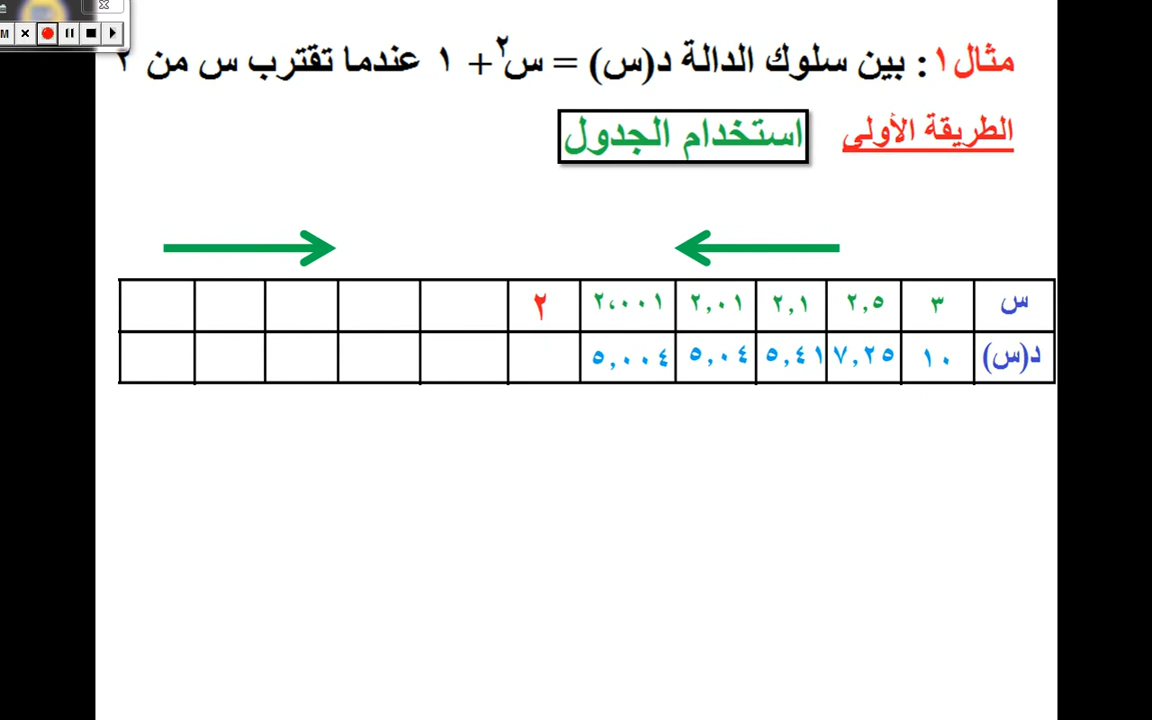 M
مثال١: بين سلوك الدالة د(س) = س٢ + ١ عندما تقترب س من ٢
الطريقة الأولى استخدام الجدول
س ٣ ٢,٥ ٢,١ ٢,٠١ ٢,٠٠١ ٢
د(س) ١٠ ٧,٢٥ ٥,٤١ ٥,٠٤ ٥,٠٠٤